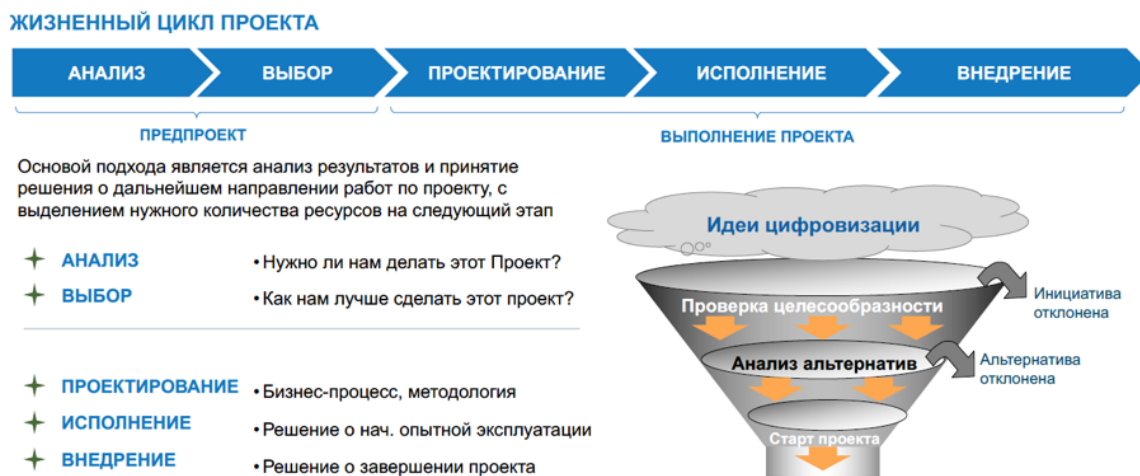 ЖИЗНЕННЫЙ ЦИКЛ ПРОЕКТА
АНАЛИЗ
ВЫБОР
ПРОЕКТИРОВАНИЕ
ИСПОЛНЕНИЕ
ВНЕДРЕНИЕ
ПРЕДПРОЕКТ
ВЫПОЛНЕНИЕ ПРОЕКТА
Основой подхода является анализ результатов и принятие
решения о дальнейшем направлении работ по проекту, с
выделением нужного количества ресурсов на следующий этап
АНАЛИЗ
• Нужно ли нам делать этот Проект?
ВЫБОР
• Как нам лучше сделать этот проект?
ПРОЕКТИРОВАНИЕ
• Бизнес-процесс, методология
ИСПОЛНЕНИЕ
• Решение о нач. опытной эксплуатации
ВНЕДРЕНИЕ
• Решение о завершении проекта
Идеи цифровизации
Проверка целесообразности
Инициатива
отклонена
Анализ альтернатив
Альтернатива
отклонена
Старт проекта